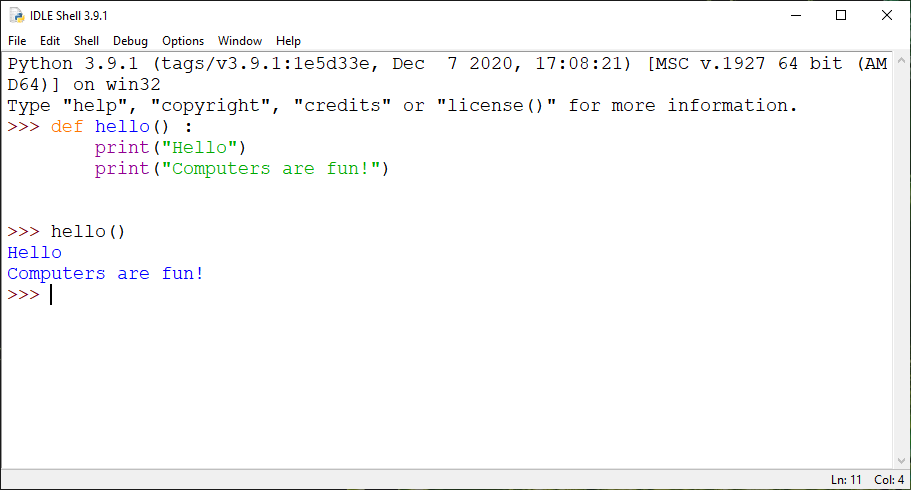 IDLE Shell 3.9.1
File Edit Shell Debug Options Window Help
Python 3.9.1 (tags/v3.9.1:1e5d33e, Dec  7 2020, 17:08:21) [MSC v.1927 64 bit (AM
D64)] on win32
Type "help", "copyright", "credits" or "license()" for more information.
>>> def hello() :
        print("Hello")
        print("Computers are fun!")
>>> hello()
Hello
Computers are fun!
>>>
Ln: 11 Col: 4